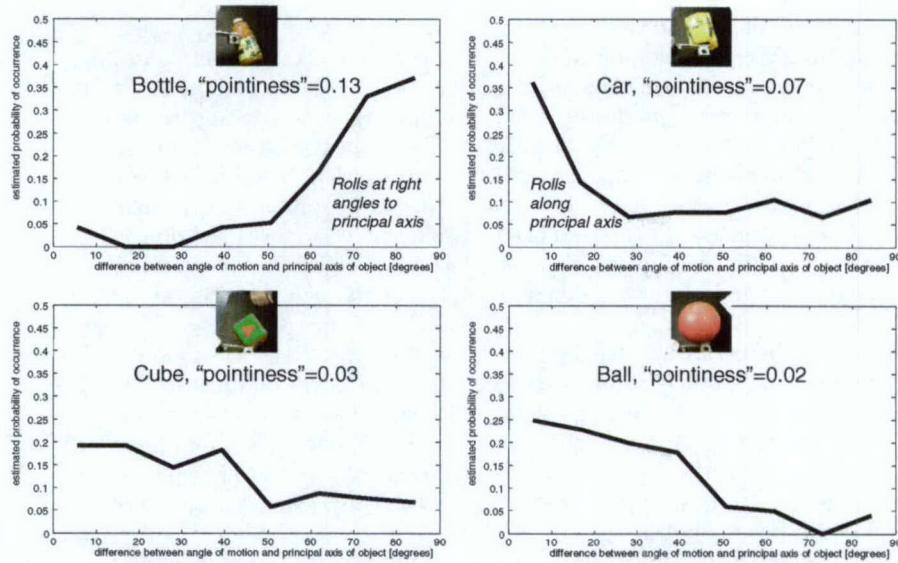 0.5
0.45
0.4
0.35
0.3
0.25
0.2
0.15
0.1
0.05
0
estimated probability of occurrence
Bottle, “pointiness”=0.13
Rolls at right
angles to
principal axis
0 10 20 30 40 50 60 70 80 90
difference between angle of motion and principal axis of object [degrees]
0.5
0.45
0.4
0.35
0.3
0.25
0.2
0.15
0.1
0.05
0
estimated probability of occurrence
Car, “pointiness”=0.07
Rolls
along
principal axis
0 10 20 30 40 50 60 70 80 90
difference between angle of motion and principal axis of object [degrees]
0.5
0.45
0.4
0.35
0.3
0.25
0.2
0.15
0.1
0.05
0
estimated probability of occurrence
Cube, “pointiness”=0.03
0 10 20 30 40 50 60 70 80 90
difference between angle of motion and principal axis of object [degrees]
0.5
0.45
0.4
0.35
0.3
0.25
0.2
0.15
0.1
0.05
0
estimated probability of occurrence
Ball, “pointiness”=0.02
0 10 20 30 40 50 60 70 80 90
difference between angle of motion and principal axis of object [degrees]